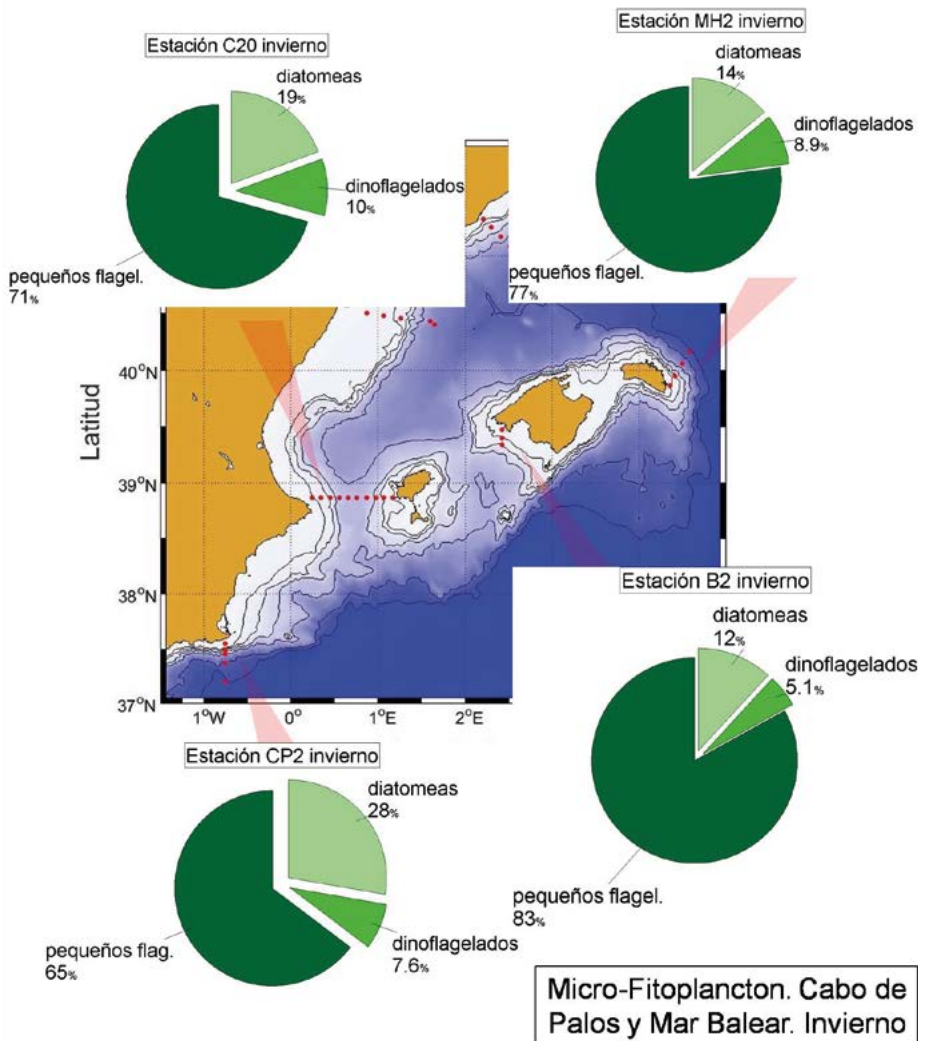 Estación C20 invierno
diatomeas
19%
dinoflagelados
10%
pequeños flagel.
71%
Estación MH2 invierno
diatomeas
14%
dinoflagelados
8.9%
pequeños flagel.
77%
Latitud
40°N
39°N
38°N
37°N
1°W
0°
1°E
2°E
Estación B2 invierno
diatomeas
12%
dinoflagelados
5.1%
pequeños flagel.
83%
Estación CP2 invierno
diatomeas
28%
dinoflagelados
7.6%
pequeños flag.
65%
Micro-Fitoplancton. Cabo de
Palos y Mar Balear. Invierno